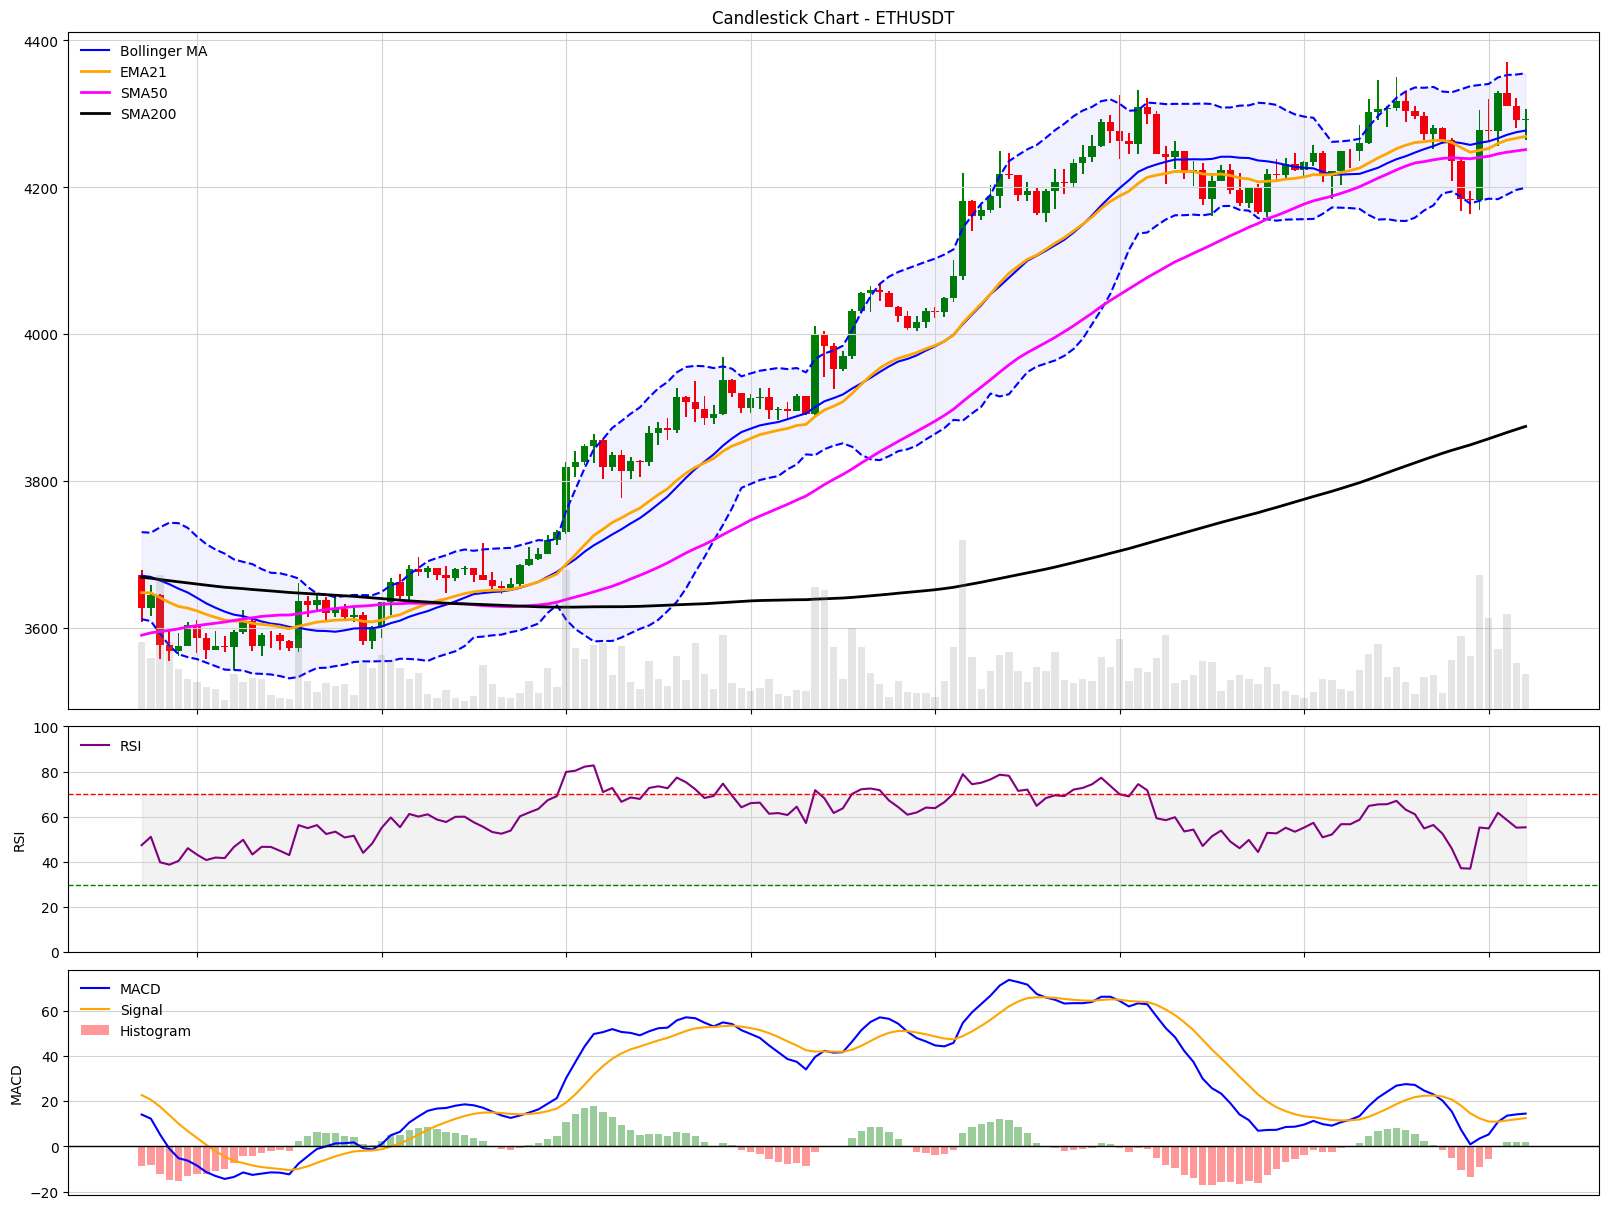 Candlestick Chart - ETHUSDT
Bollinger MA
EMA21
SMA50
SMA200
4400
4200
4000
3800
3600
RSI
100
80
60
40
20
0
RSI
MACD
Signal
Histogram
60
40
20
0
−20
MACD